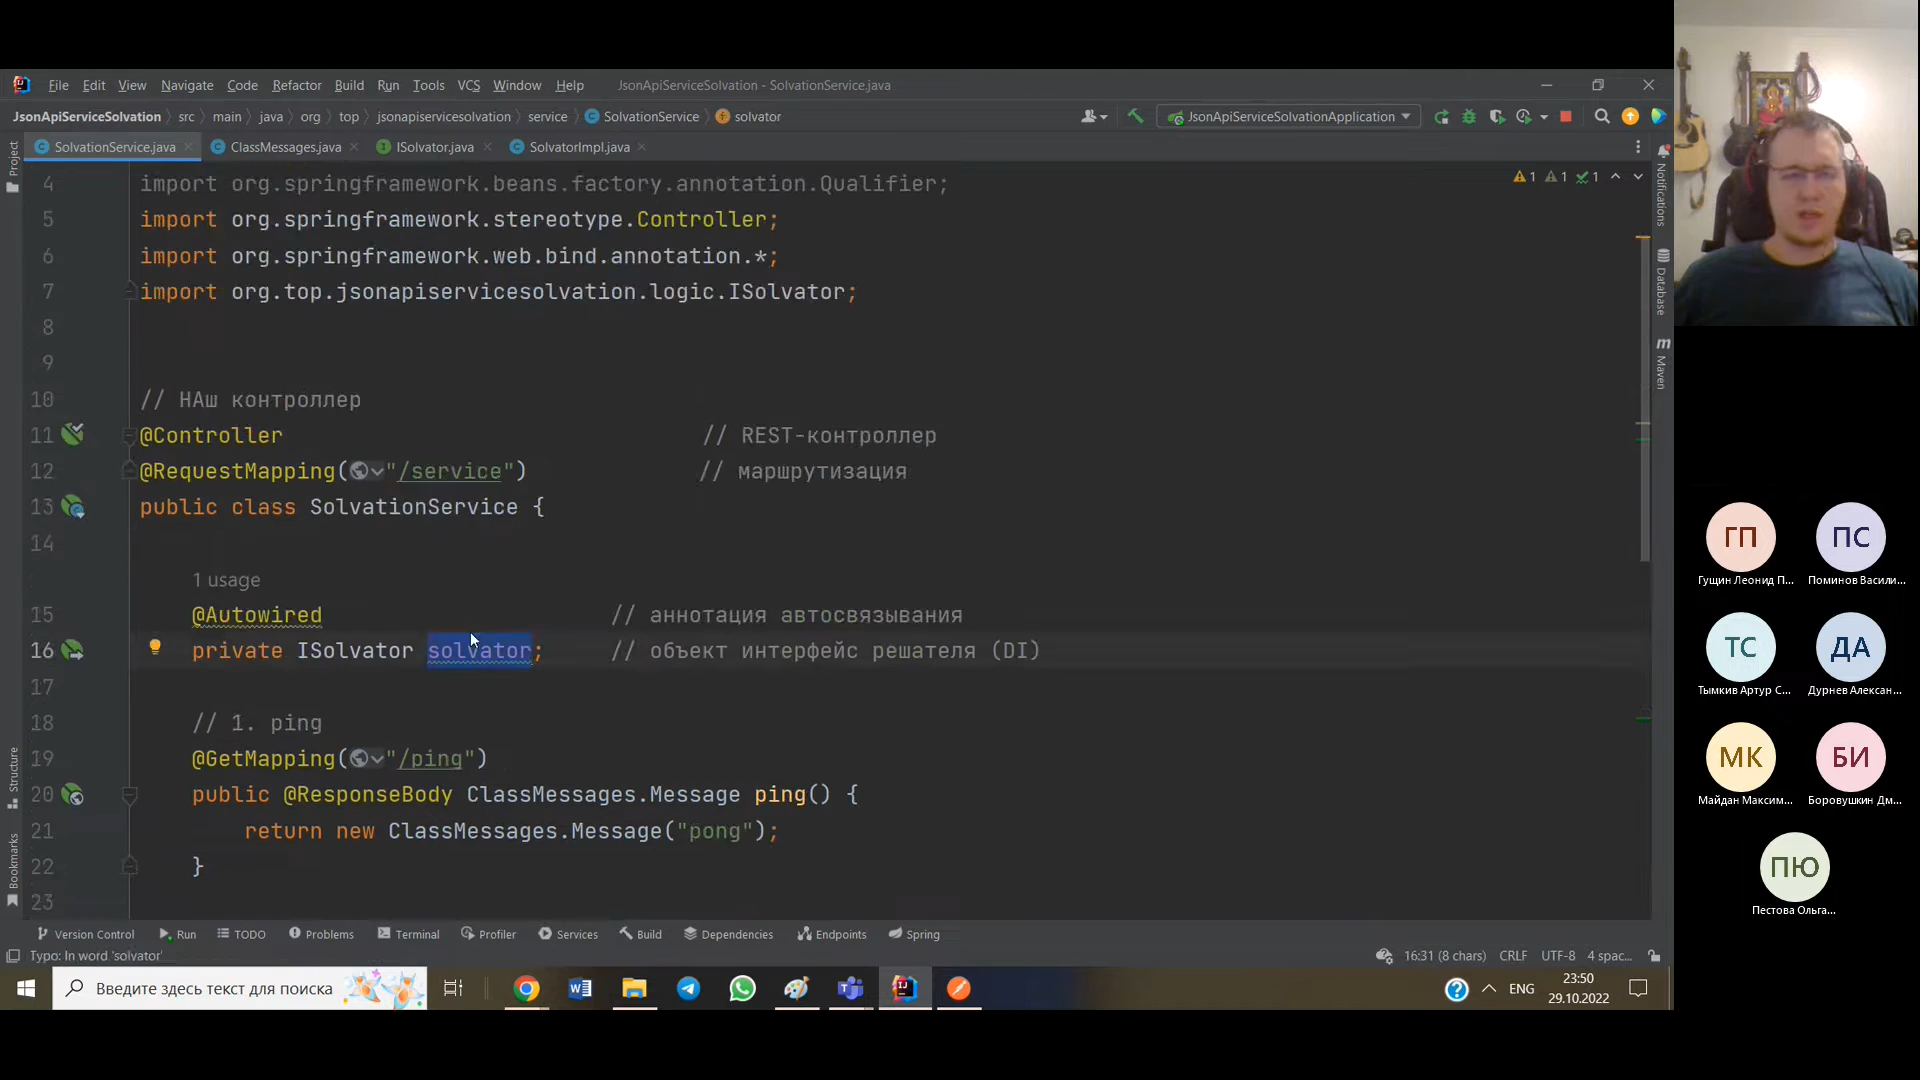 File Edit View Navigate Code Refactor Build Run Tools VCS Window Help JsonApiServiceSolvation - SolvationService.java
JsonApiServiceSolvation src main java org top jsonapiservicesolvation service SolvationService solvator JsonApiServiceSolvationApplication
SolvationService.java ClassMessages.java ISolvator.java SolvatorImpl.java
Project
Structure
Bookmarks
1 1 1
4 import org.springframework.beans.factory.annotation.Qualifier;
5 import org.springframework.stereotype.Controller;
6 import org.springframework.web.bind.annotation.*;
7 import org.top.jsonapiservicesolvation.logic.ISolvator;
8
9
10 // НАш контроллер
11 @Controller // REST-контроллер
12 @RequestMapping("/service") // маршрутизация
13 public class SolvationService {
14
1 usage
15 @Autowired // аннотация автосвязывания
16 private ISolvator solvator; // объект интерфейс решателя (DI)
17
18 // 1. ping
19 @GetMapping("/ping")
20 public @ResponseBody ClassMessages.Message ping() {
21 return new ClassMessages.Message("pong");
22 }
23
Notifications
Database
m Maven
Version Control Run TODO Problems Terminal Profiler Services Build Dependencies Endpoints Spring
Typo: In word 'solvator' 16:31 (8 chars) CRLF UTF-8 4 spac...
Введите здесь текст для поиска ENG 23:50
29.10.2022
ГП ПС
Гущин Леонид П... Поминов Васили...
ТС ДА
Тымкив Артур С... Дурнев Алексан...
МК БИ
Майдан Максим... Боровушкин Дм...
ПЮ
Пестова Ольга...